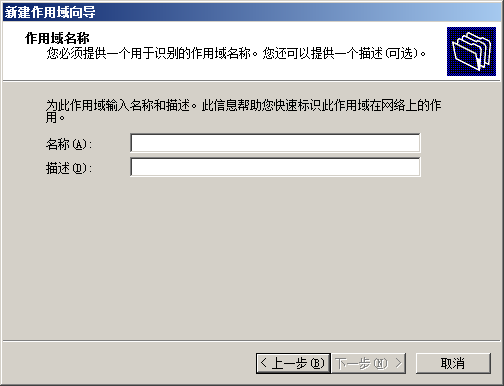 新建作用域向导
作用域名称
您必须提供一个用于识别的作用域名称。您还可以提供一个描述(可选)。
为此作用域输入名称和描述。此信息帮助您快速标识此作用域在网络上的作
用。
名称(A):
描述(D):
< 上一步(B) 下一步(N) > 取消